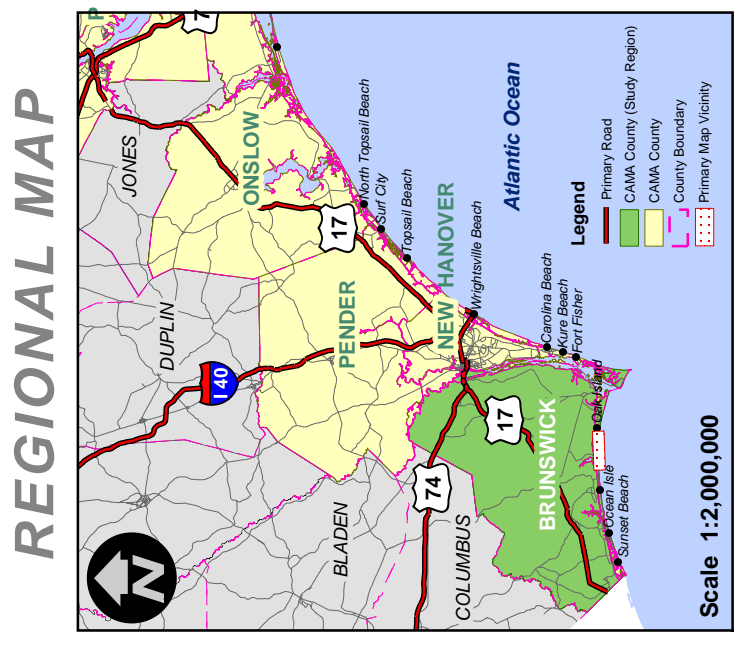 REGIONAL MAP
P
7
JONES
ONSLOW
North Topsail Beach
Surf City
Topsail Beach
Atlantic Ocean
17
DUPLIN
PENDER
NEW HANOVER
Wrightsville Beach
I 40
Carolina Beach
Kure Beach
Fort Fisher
Oak Island
17
BRUNSWICK
74
BLADEN
COLUMBUS
Ocean Isle
Sunset Beach
N
Legend
Primary Road
CAMA County (Study Region)
CAMA County
County Boundary
Primary Map Vicinity
Scale 1:2,000,000